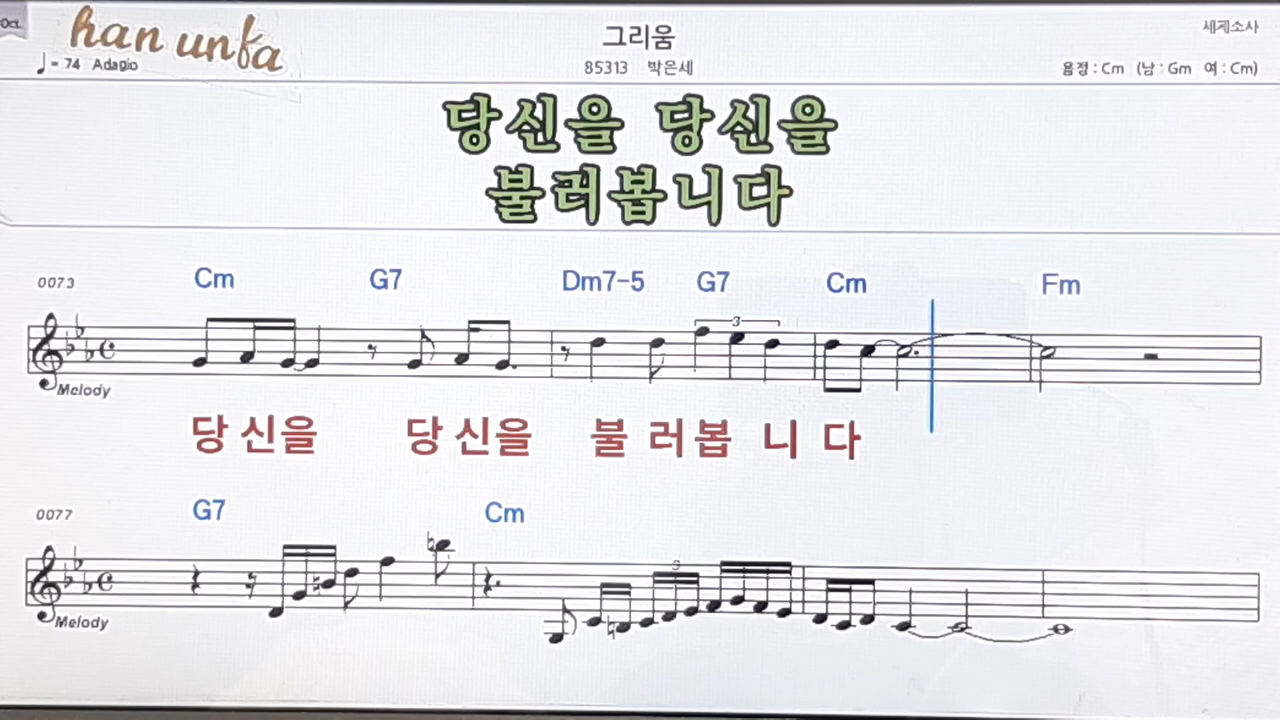 Oct.
han unfa
세제소사
그리움
♩= 74 Adagio
85313 박은세
음정 : Cm (남 : Gm 여 : Cm)
당신을 당신을
불러봅니다
0073 Cm G7 Dm7-5 G7 Cm Fm
3
Melody
당 신을 당 신을 불 러봅 니 다
0077 G7 Cm
3
Melody